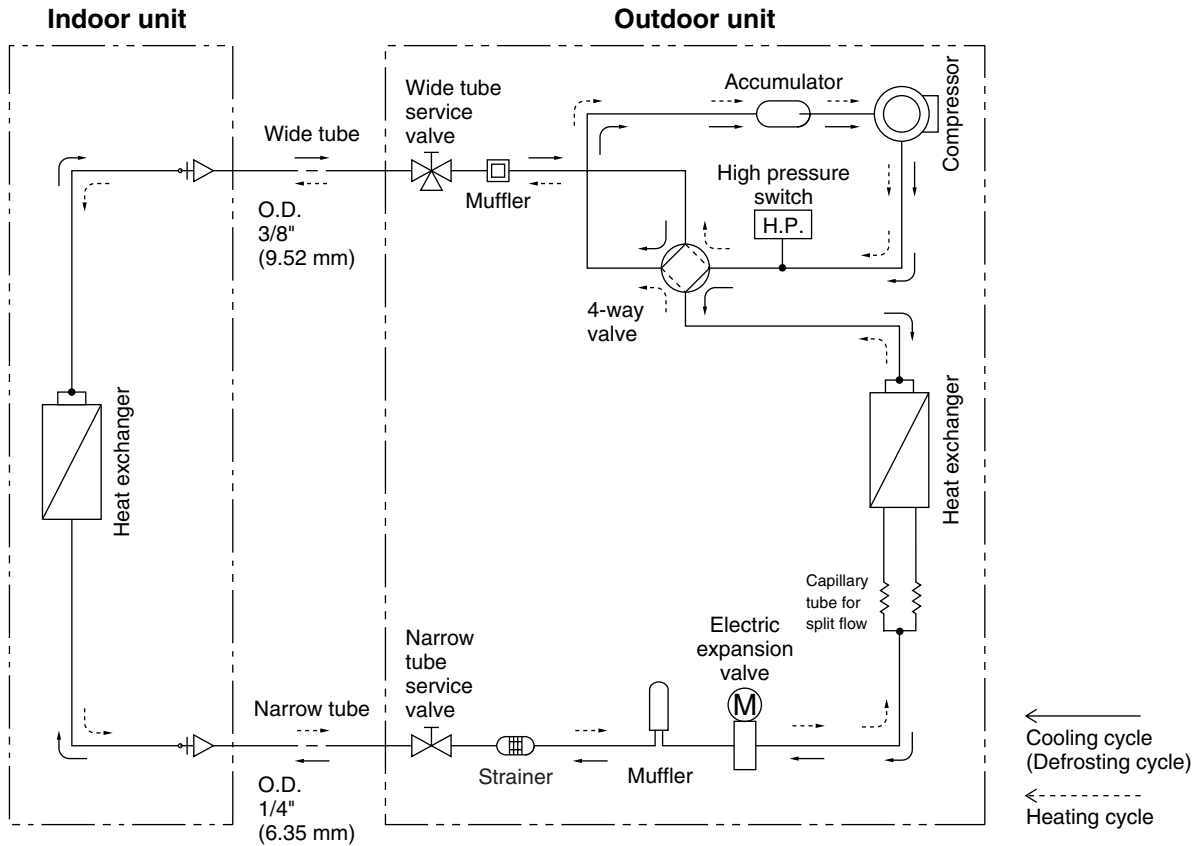 Indoor unit
Outdoor unit
Wide tube
service
valve
Accumulator
Compressor
Wide tube
Muffler
High pressure
switch
H.P.
O.D.
3/8"
(9.52 mm)
4-way
valve
Heat exchanger
Heat exchanger
Capillary
tube for
split flow
Electric
expansion
valve
M
Narrow
tube
service
valve
Narrow tube
Strainer
Muffler
O.D.
1/4"
(6.35 mm)
Cooling cycle
(Defrosting cycle)
Heating cycle